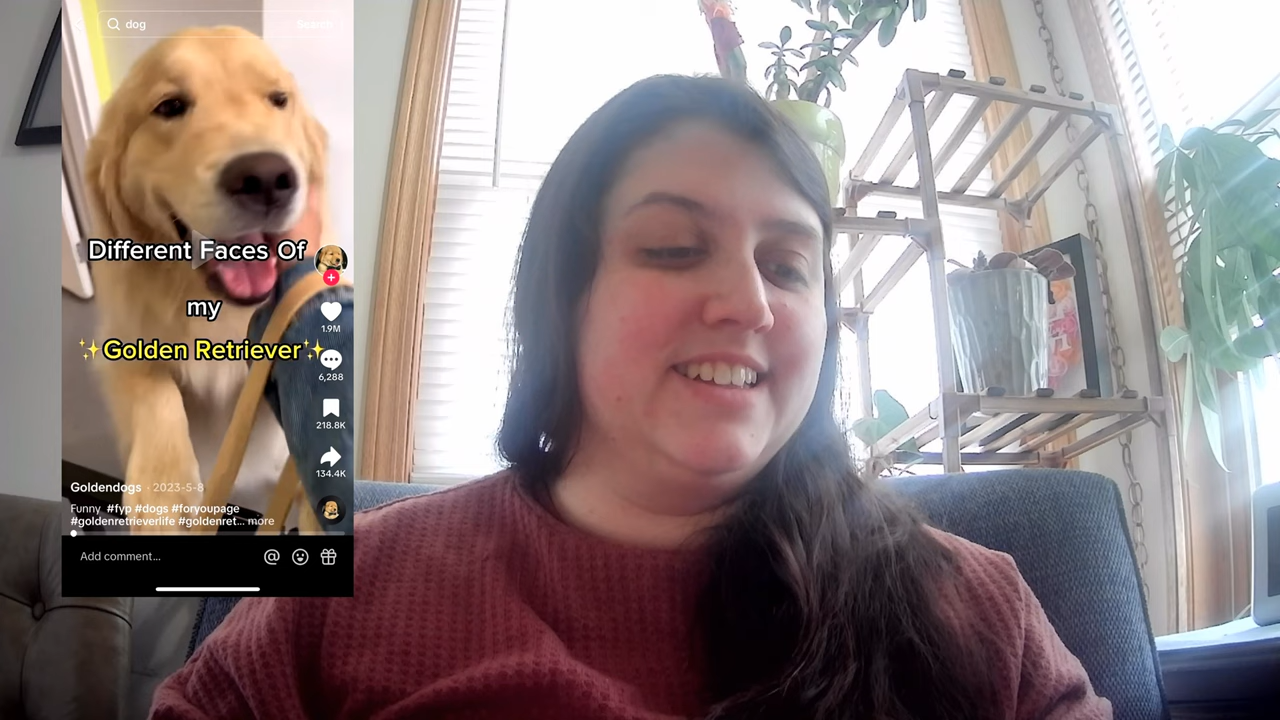 dog
Search
Different Faces Of
my
✨Golden Retriever✨
1.9M
6,288
218.8K
134.4K
Goldendogs · 2023-5-8
Funny #fyp #dogs #foryoupage
#goldenretrieverlife #goldenret... more
Add comment...
@